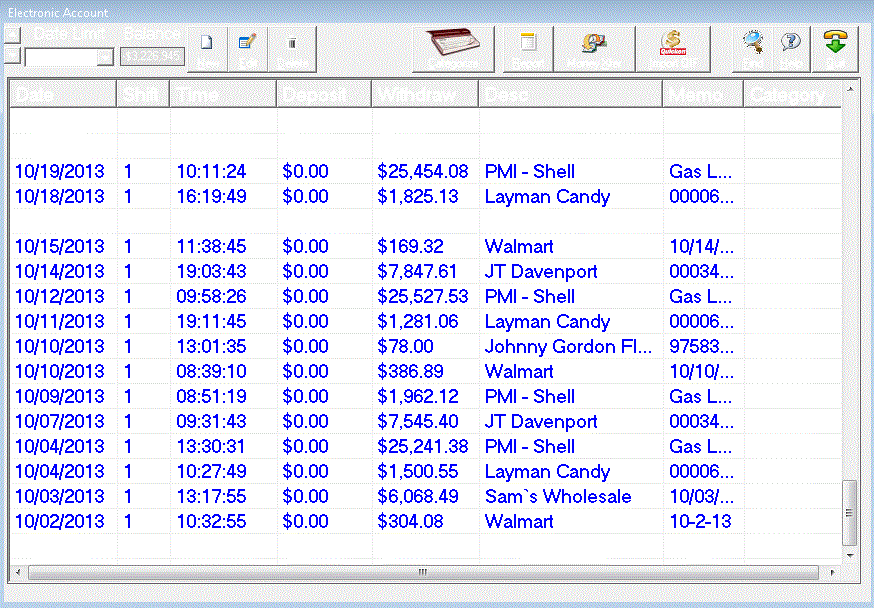 Electronic Account
Date Limit Balance
Quicken
Date Shift Time Deposit Withdraw Desc Memo Category
10/19/2013 1 10:11:24 $0.00 $25,454.08 PMI - Shell Gas L...
10/18/2013 1 16:19:49 $0.00 $1,825.13 Layman Candy 00006...
10/15/2013 1 11:38:45 $0.00 $169.32 Walmart 10/14/...
10/14/2013 1 19:03:43 $0.00 $7,847.61 JT Davenport 00034...
10/12/2013 1 09:58:26 $0.00 $25,527.53 PMI - Shell Gas L...
10/11/2013 1 19:11:45 $0.00 $1,281.06 Layman Candy 00006...
10/10/2013 1 13:01:35 $0.00 $78.00 Johnny Gordon Fl... 97583...
10/10/2013 1 08:39:10 $0.00 $386.89 Walmart 10/10/...
10/09/2013 1 08:51:19 $0.00 $1,962.12 PMI - Shell Gas L...
10/07/2013 1 09:31:43 $0.00 $7,545.40 JT Davenport 00034...
10/04/2013 1 13:30:31 $0.00 $25,241.38 PMI - Shell Gas L...
10/04/2013 1 10:27:49 $0.00 $1,500.55 Layman Candy 00006...
10/03/2013 1 13:17:55 $0.00 $6,068.49 Sam`s Wholesale 10/03/...
10/02/2013 1 10:32:55 $0.00 $304.08 Walmart 10-2-13